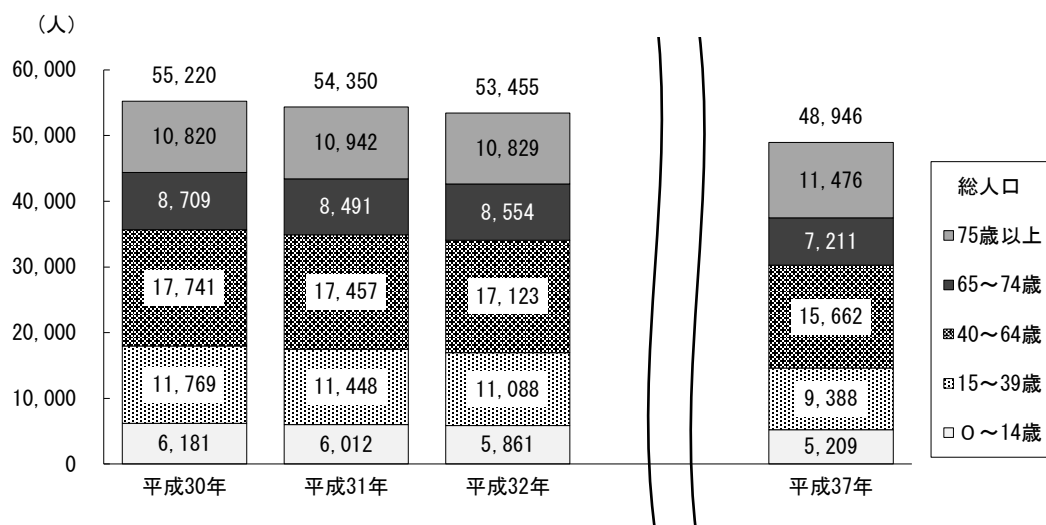 (人)
60,000
50,000
40,000
30,000
20,000
10,000
0
55,220
10,820
8,709
17,741
11,769
6,181
平成30年
54,350
10,942
8,491
17,457
11,448
6,012
平成31年
53,455
10,829
8,554
17,123
11,088
5,861
平成32年
48,946
11,476
7,211
15,662
9,388
5,209
平成37年
総人口
75歳以上
65～74歳
40～64歳
15～39歳
０～14歳